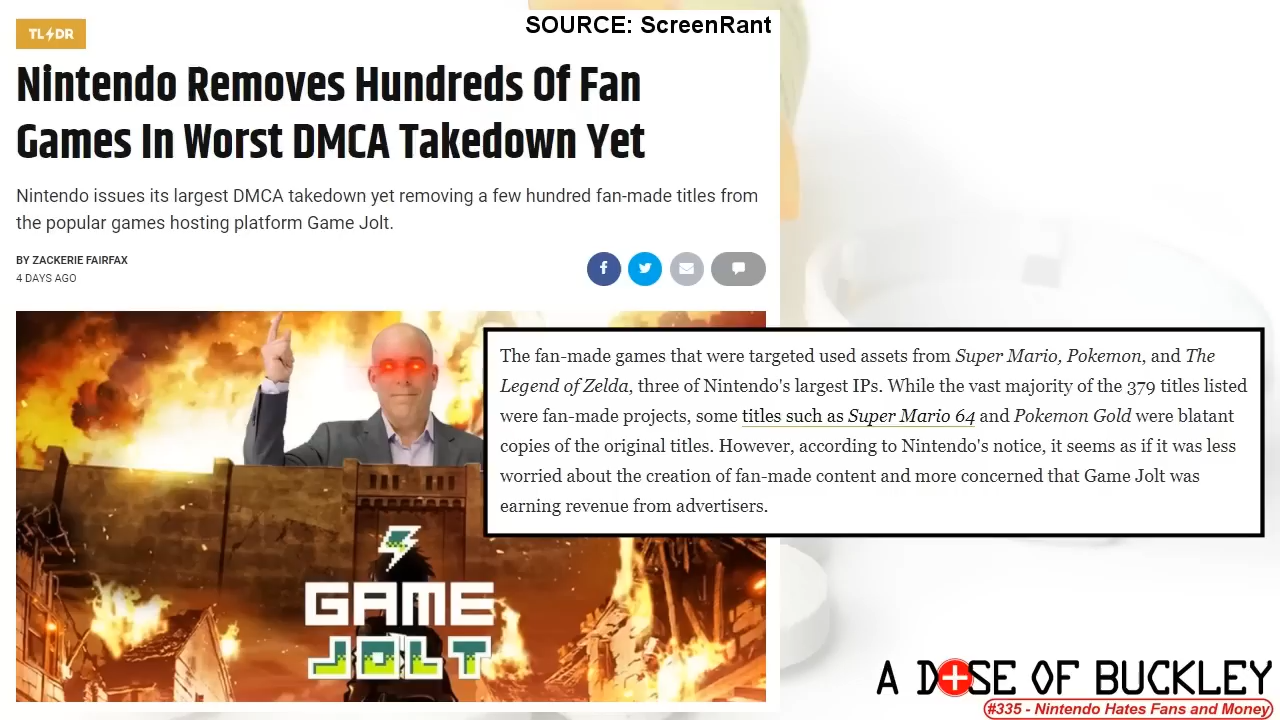 TL DR
SOURCE: ScreenRant
Nintendo Removes Hundreds Of Fan
Games In Worst DMCA Takedown Yet
Nintendo issues its largest DMCA takedown yet removing a few hundred fan-made titles from
the popular games hosting platform Game Jolt.
BY ZACKERIE FAIRFAX
4 DAYS AGO
The fan-made games that were targeted used assets from Super Mario, Pokemon, and The
Legend of Zelda, three of Nintendo's largest IPs. While the vast majority of the 379 titles listed
were fan-made projects, some titles such as Super Mario 64 and Pokemon Gold were blatant
copies of the original titles. However, according to Nintendo's notice, it seems as if it was less
worried about the creation of fan-made content and more concerned that Game Jolt was
earning revenue from advertisers.
GAME
JOLT
A DOSE OF BUCKLEY
#335 - Nintendo Hates Fans and Money